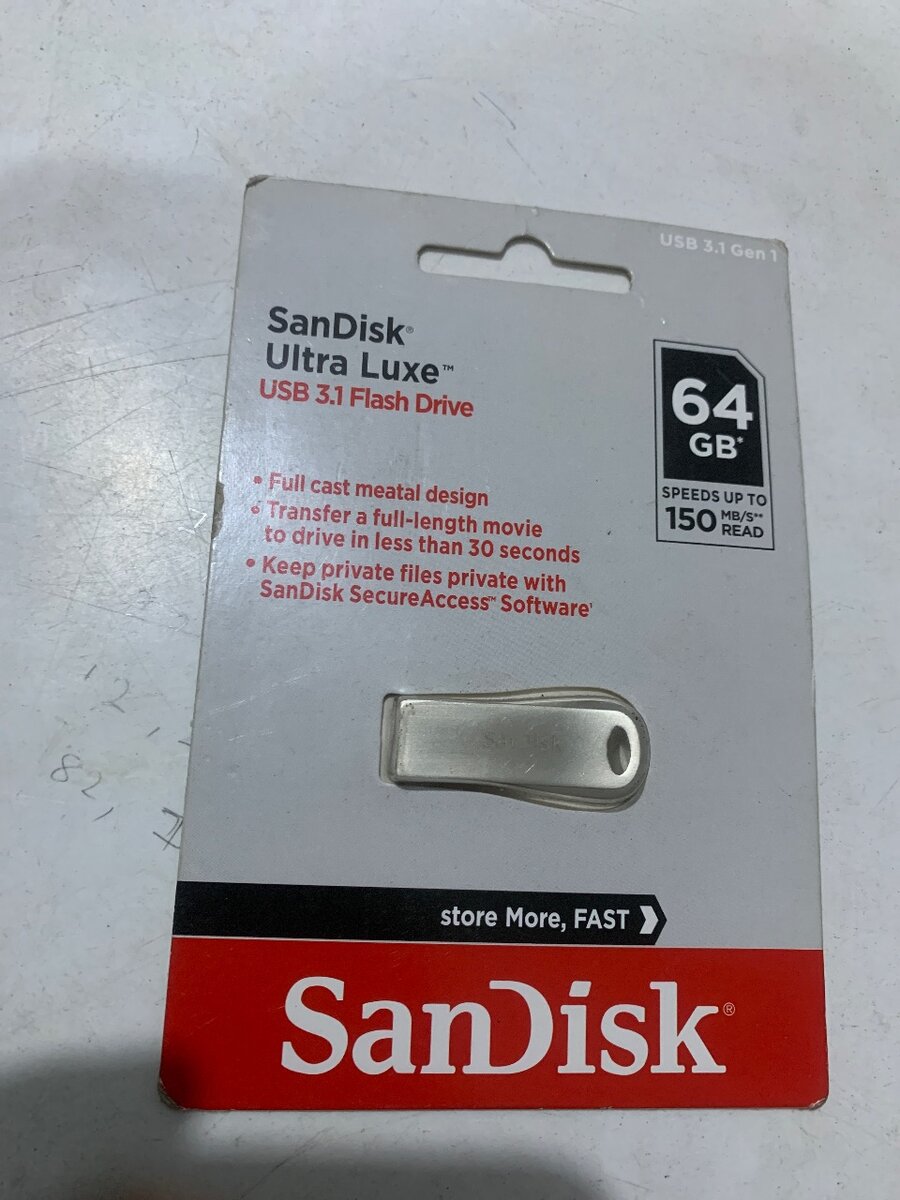 USB 3.1 Gen 1
SanDisk®
Ultra Luxe™
USB 3.1 Flash Drive
64
GB*
SPEEDS UP TO
150 MB/S**
READ
• Full cast meatal design
• Transfer a full-length movie
to drive in less than 30 seconds
• Keep private files private with
SanDisk SecureAccess™ Software¹
SanDisk
store More, FAST
SanDisk®